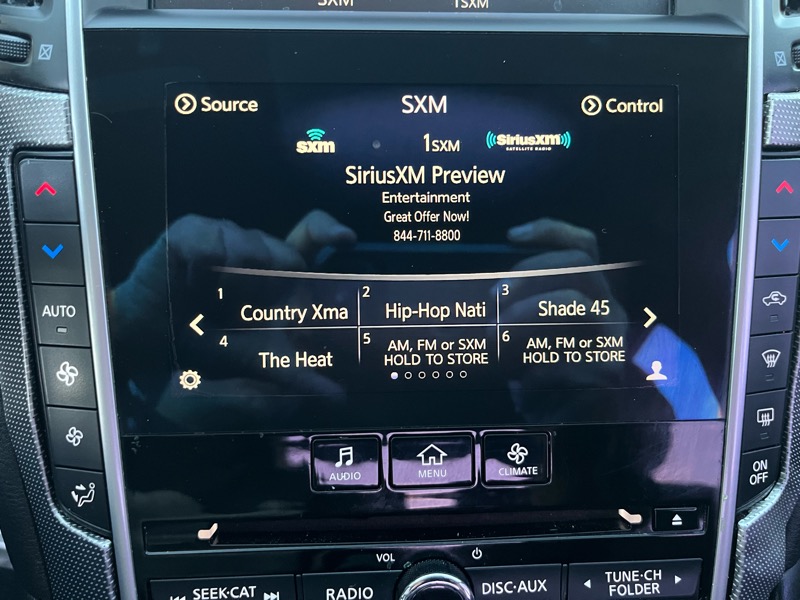 SXM 1SXM
Source SXM Control
sxm 1SXM SiriusXM
SATELLITE RADIO
SiriusXM Preview
Entertainment
Great Offer Now!
844-711-8800
1 Country Xma 2 Hip-Hop Nati 3 Shade 45
4 The Heat 5 AM, FM or SXM 6 AM, FM or SXM
HOLD TO STORE HOLD TO STORE
AUTO
AUDIO MENU CLIMATE
ON
OFF
VOL
SEEK·CAT RADIO DISC·AUX TUNE·CH
FOLDER